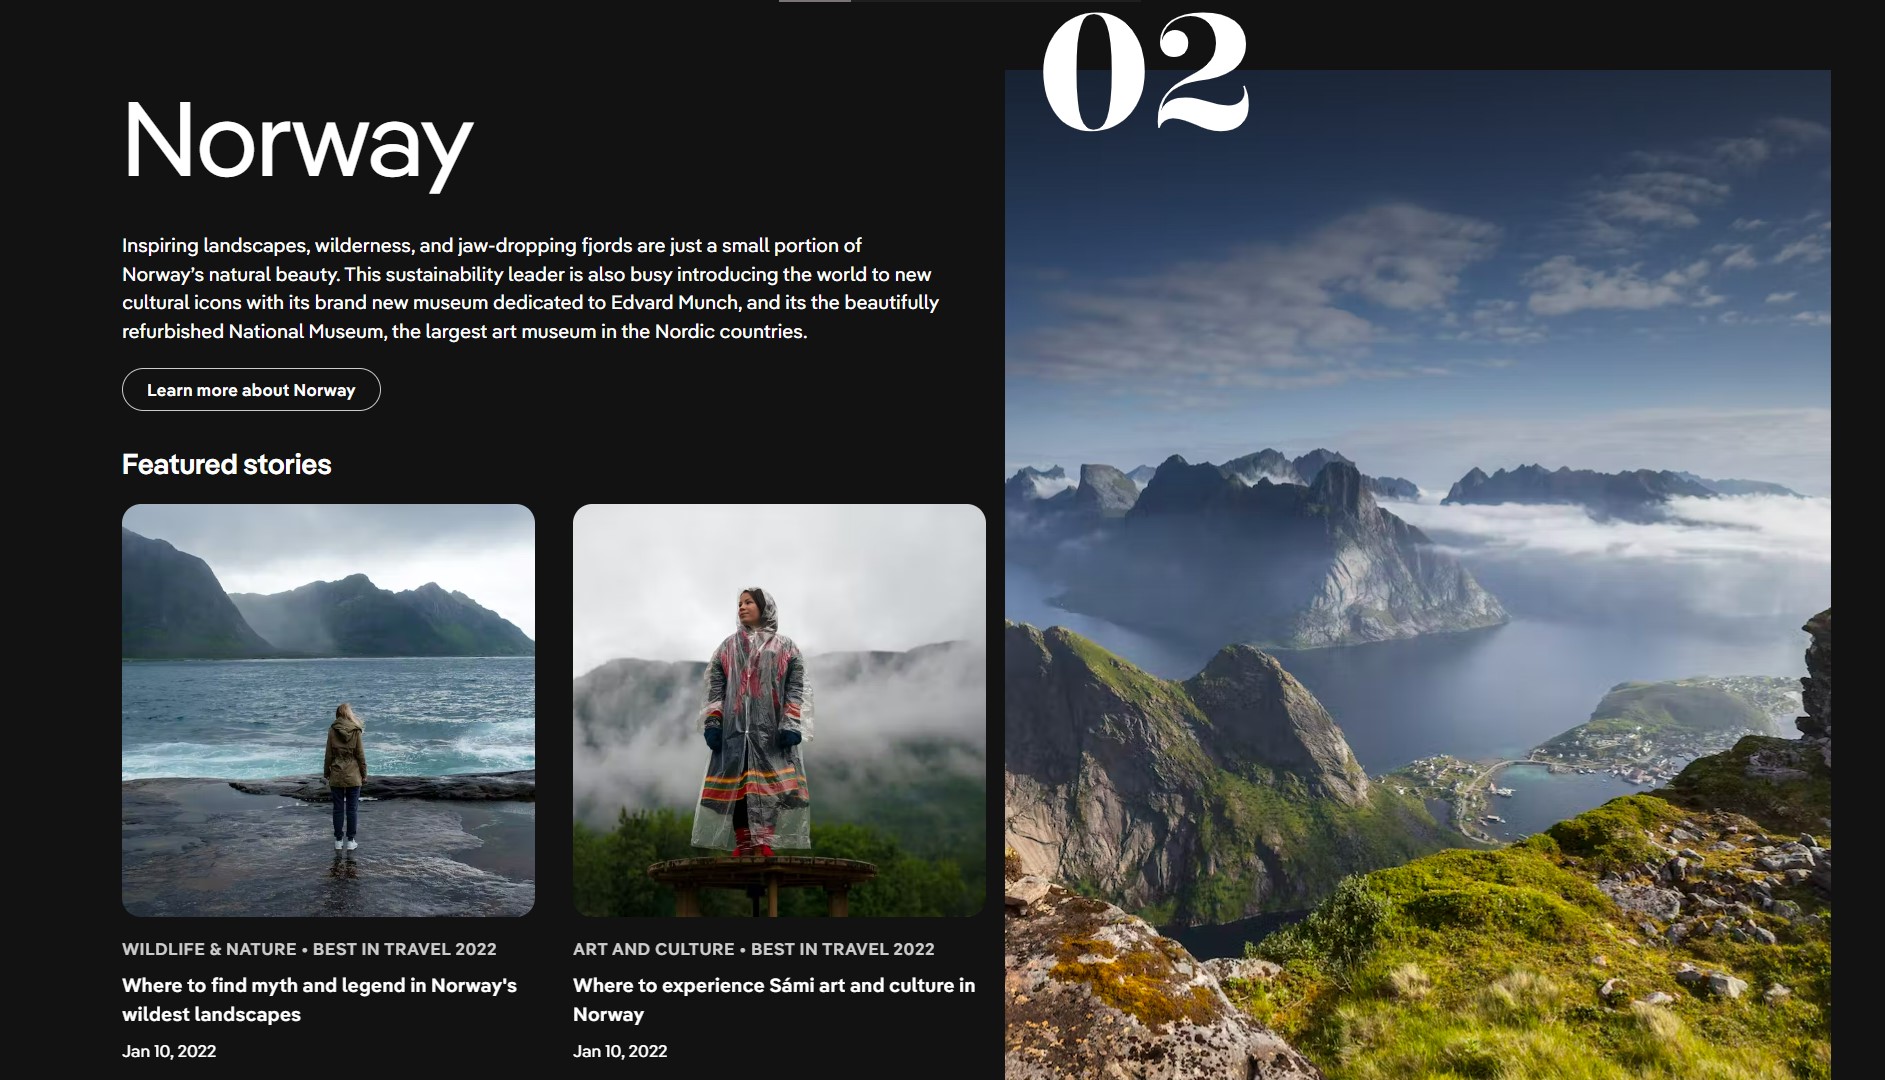 02
Norway
Inspiring landscapes, wilderness, and jaw-dropping fjords are just a small portion of
Norway’s natural beauty. This sustainability leader is also busy introducing the world to new
cultural icons with its brand new museum dedicated to Edvard Munch, and its the beautifully
refurbished National Museum, the largest art museum in the Nordic countries.
Learn more about Norway
Featured stories
WILDLIFE & NATURE • BEST IN TRAVEL 2022
Where to find myth and legend in Norway's
wildest landscapes
Jan 10, 2022
ART AND CULTURE • BEST IN TRAVEL 2022
Where to experience Sámi art and culture in
Norway
Jan 10, 2022